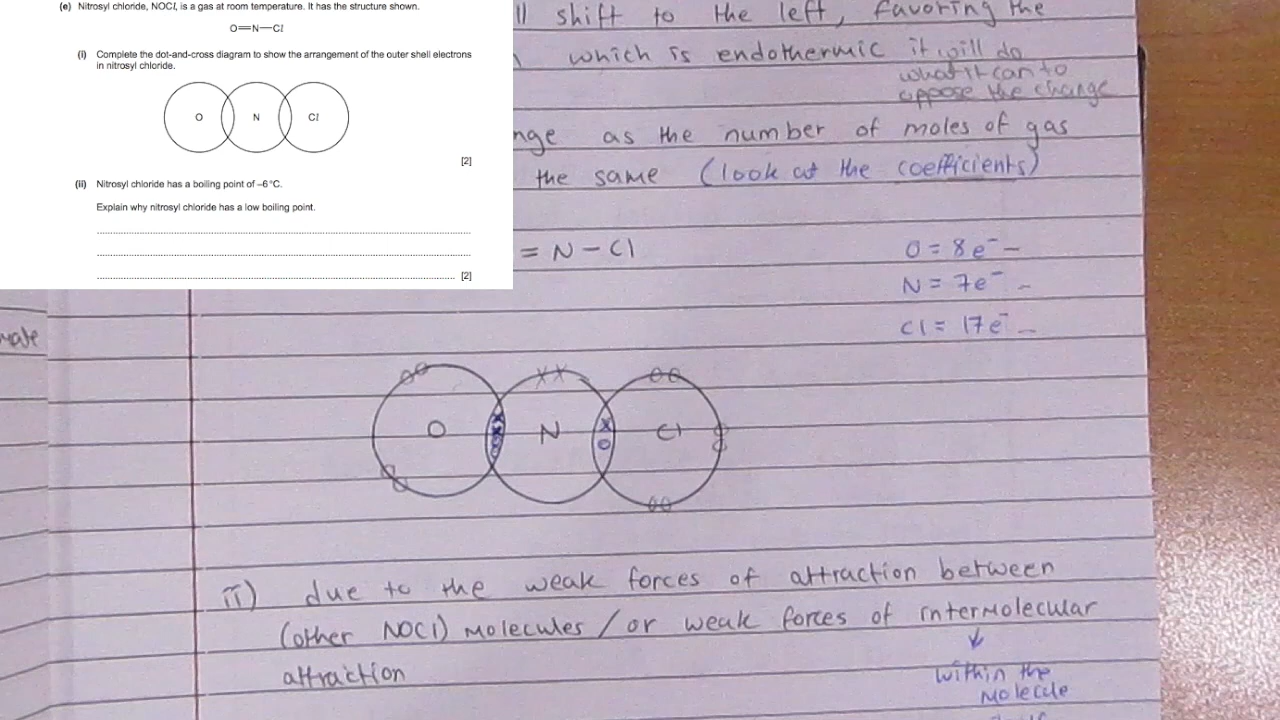 (e) Nitrosyl chloride, NOCl, is a gas at room temperature. It has the structure shown.
O=N—Cl
(i) Complete the dot-and-cross diagram to show the arrangement of the outer shell electrons
in nitrosyl chloride.
O N Cl
[2]
(ii) Nitrosyl chloride has a boiling point of –6°C.
Explain why nitrosyl chloride has a low boiling point.
[2]
ll shift to the left, favoring the
which is endothermic it will do
what it can to
oppose the change
nge as the number of moles of gas
the same (look at the coefficients)
= N - Cl
O = 8e⁻ -
N = 7e⁻ -
Cl = 17e⁻ -
O N Cl
ii) due to the weak forces of attraction between
(other NOCl) molecules / or weak forces of intermolecular
attraction
within the
molecule